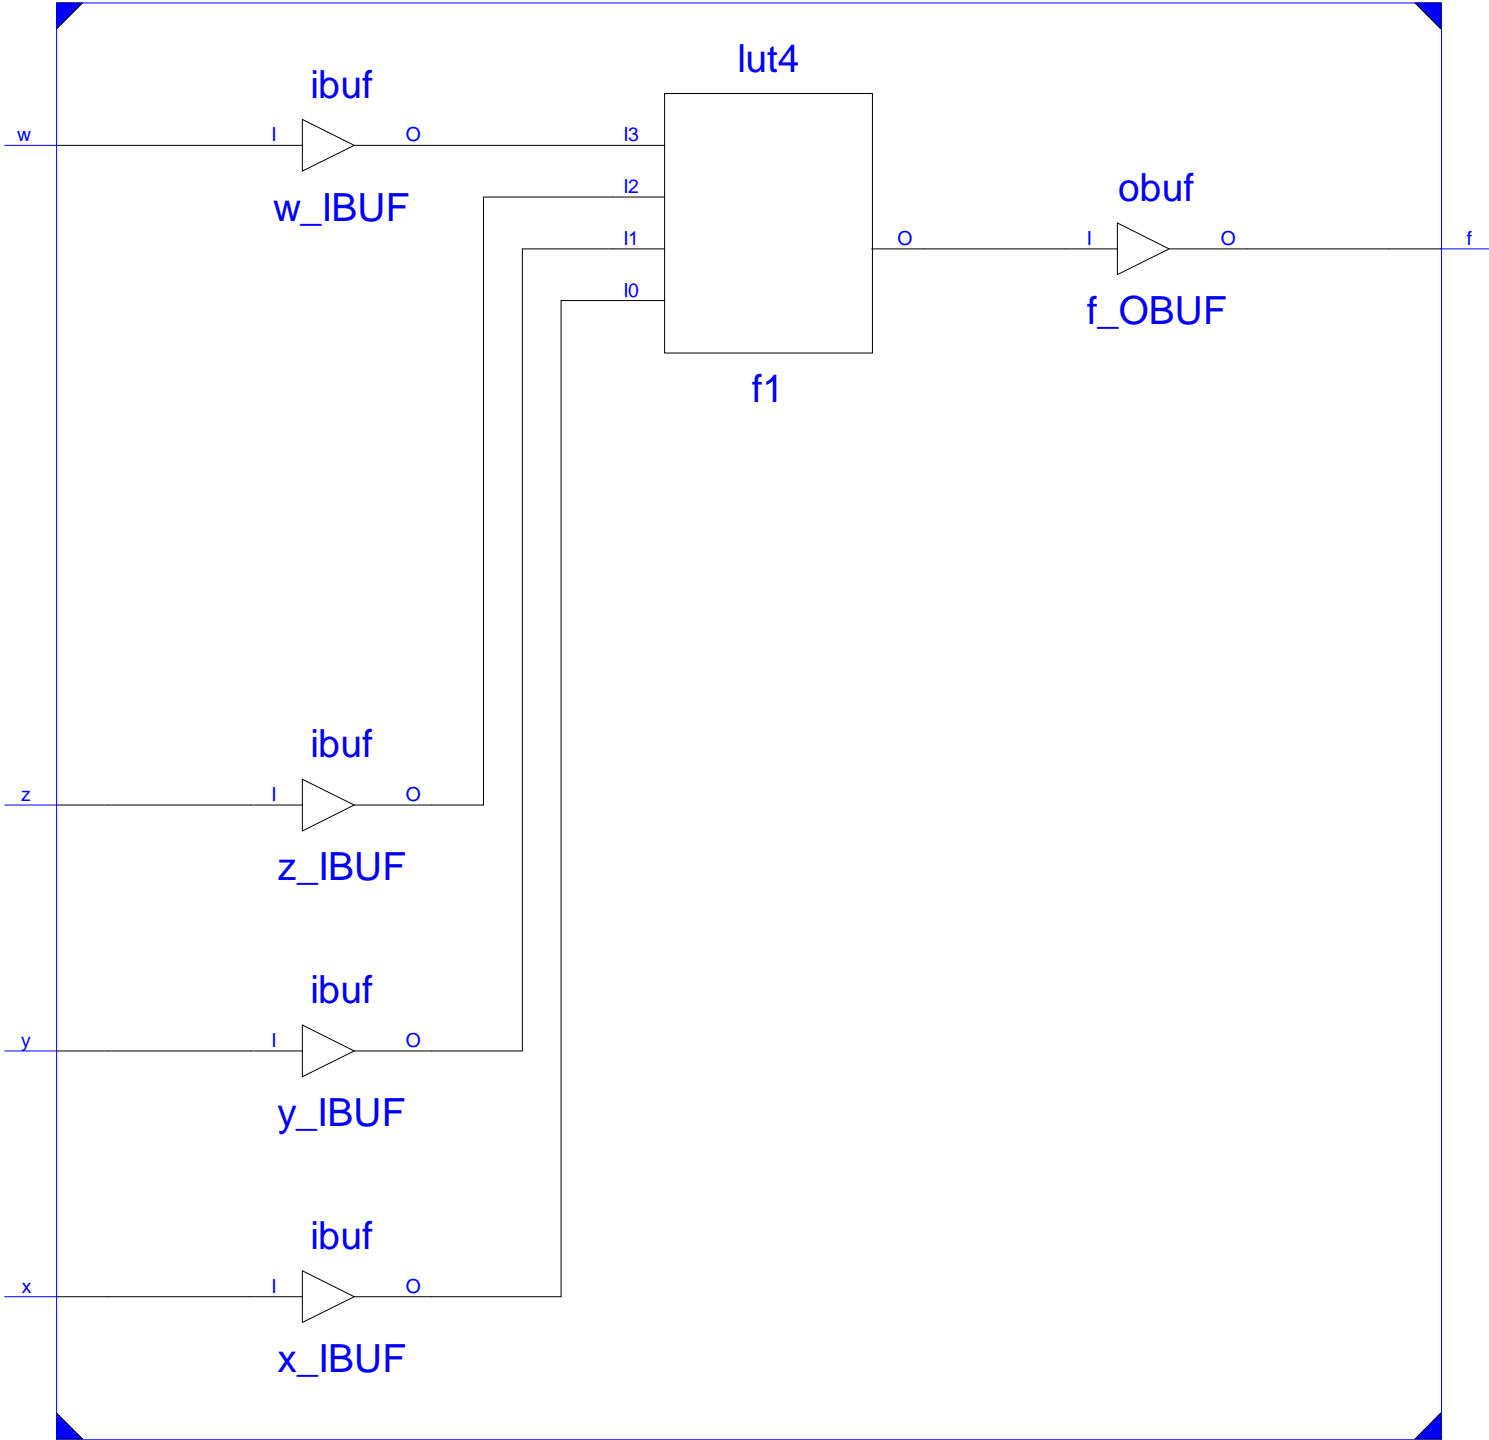 lut4
ibuf
w I O I3
I2
w_IBUF
obuf
I1 O I O f
I0
f_OBUF
f1
ibuf
z I O
z_IBUF
ibuf
y I O
y_IBUF
ibuf
x I O
x_IBUF